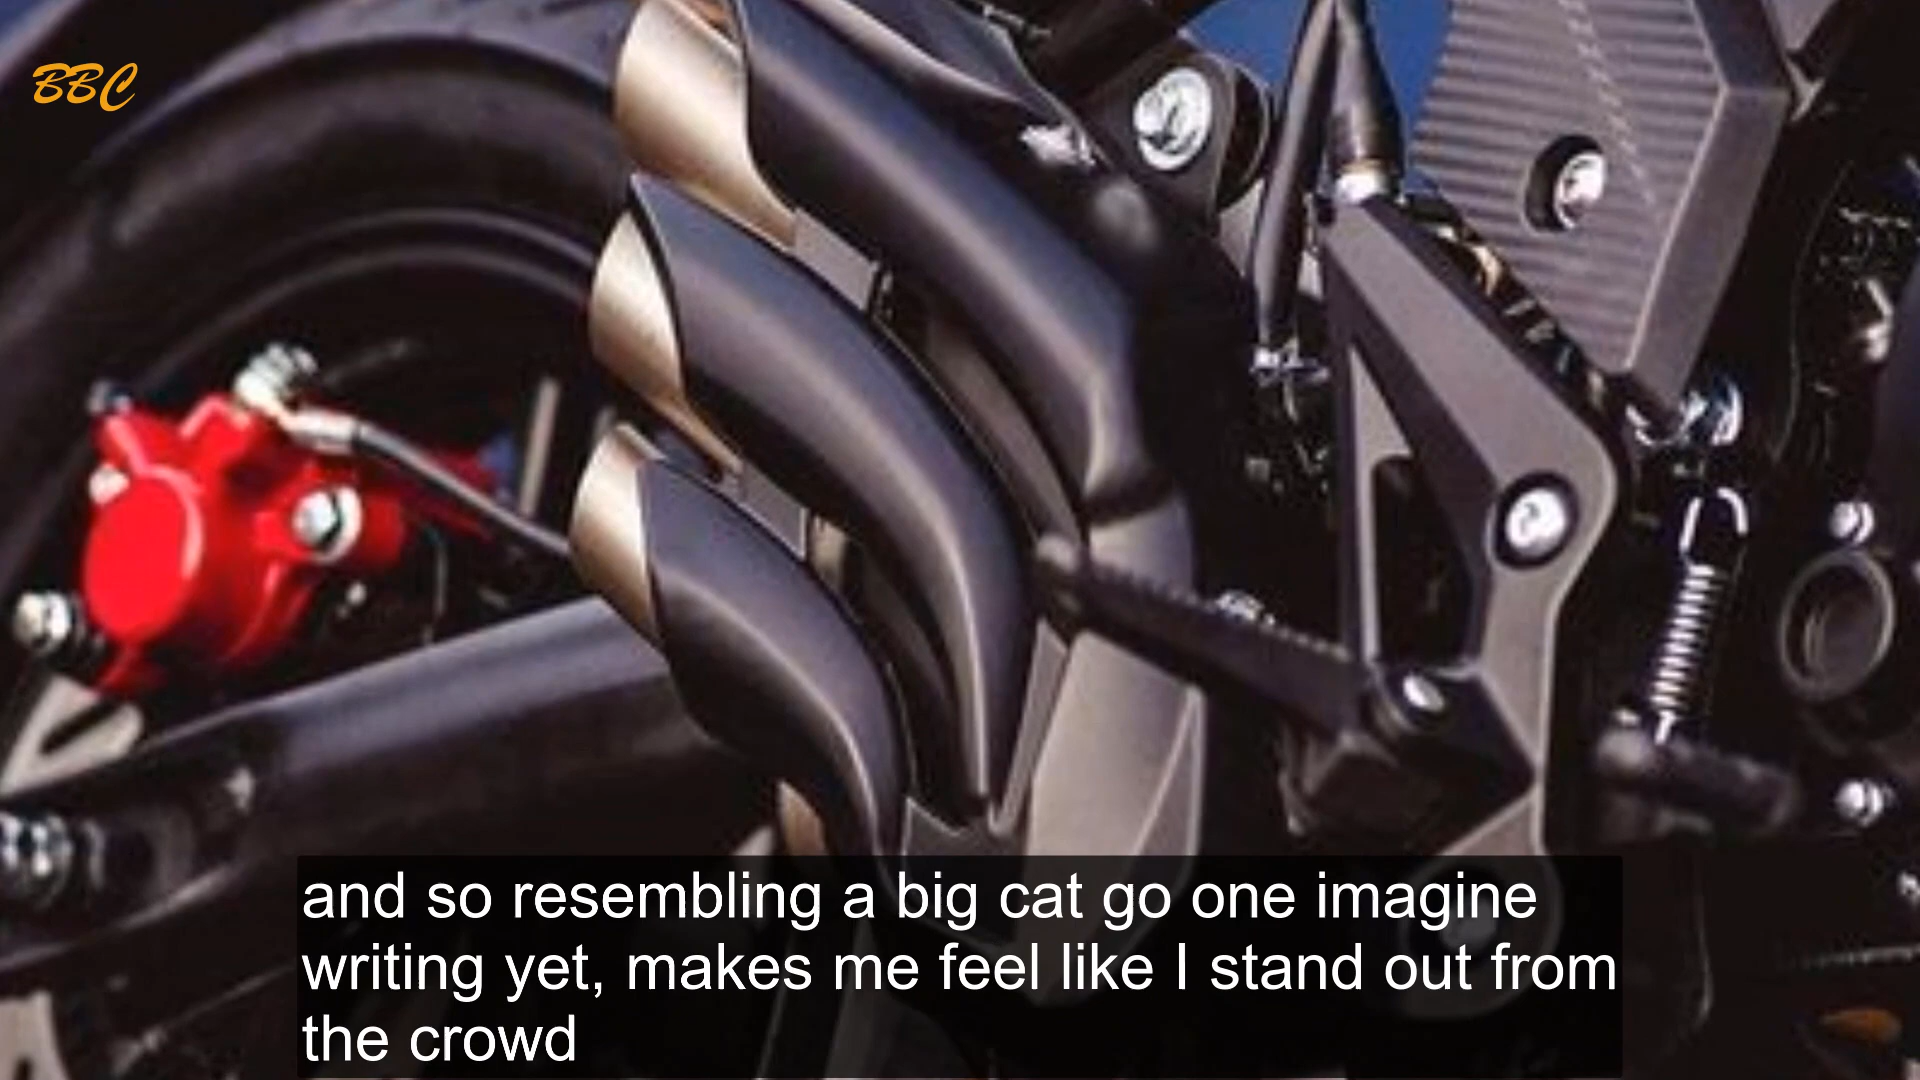 BBC
and so resembling a big cat go one imagine
writing yet, makes me feel like I stand out from
the crowd